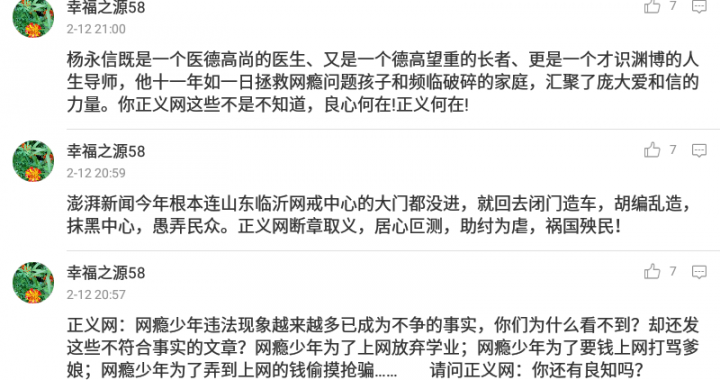 幸福之源58
7
2-12 21:00
杨永信既是一个医德高尚的医生、又是一个德高望重的长者、更是一个才识渊博的人
生导师，他十一年如一日拯救网瘾问题孩子和频临破碎的家庭，汇聚了庞大爱和信的
力量。你正义网这些不是不知道，良心何在!正义何在!
幸福之源58
7
2-12 20:59
澎湃新闻今年根本连山东临沂网戒中心的大门都没进，就回去闭门造车，胡编乱造，
抹黑中心，愚弄民众。正义网断章取义，居心叵测，助纣为虐，祸国殃民！
幸福之源58
7
2-12 20:57
正义网：网瘾少年违法现象越来越多已成为不争的事实，你们为什么看不到？却还发
这些不符合事实的文章？网瘾少年为了上网放弃学业；网瘾少年为了要钱上网打骂爹
娘；网瘾少年为了弄到上网的钱偷摸抢骗...... 请问正义网：你还有良知吗？